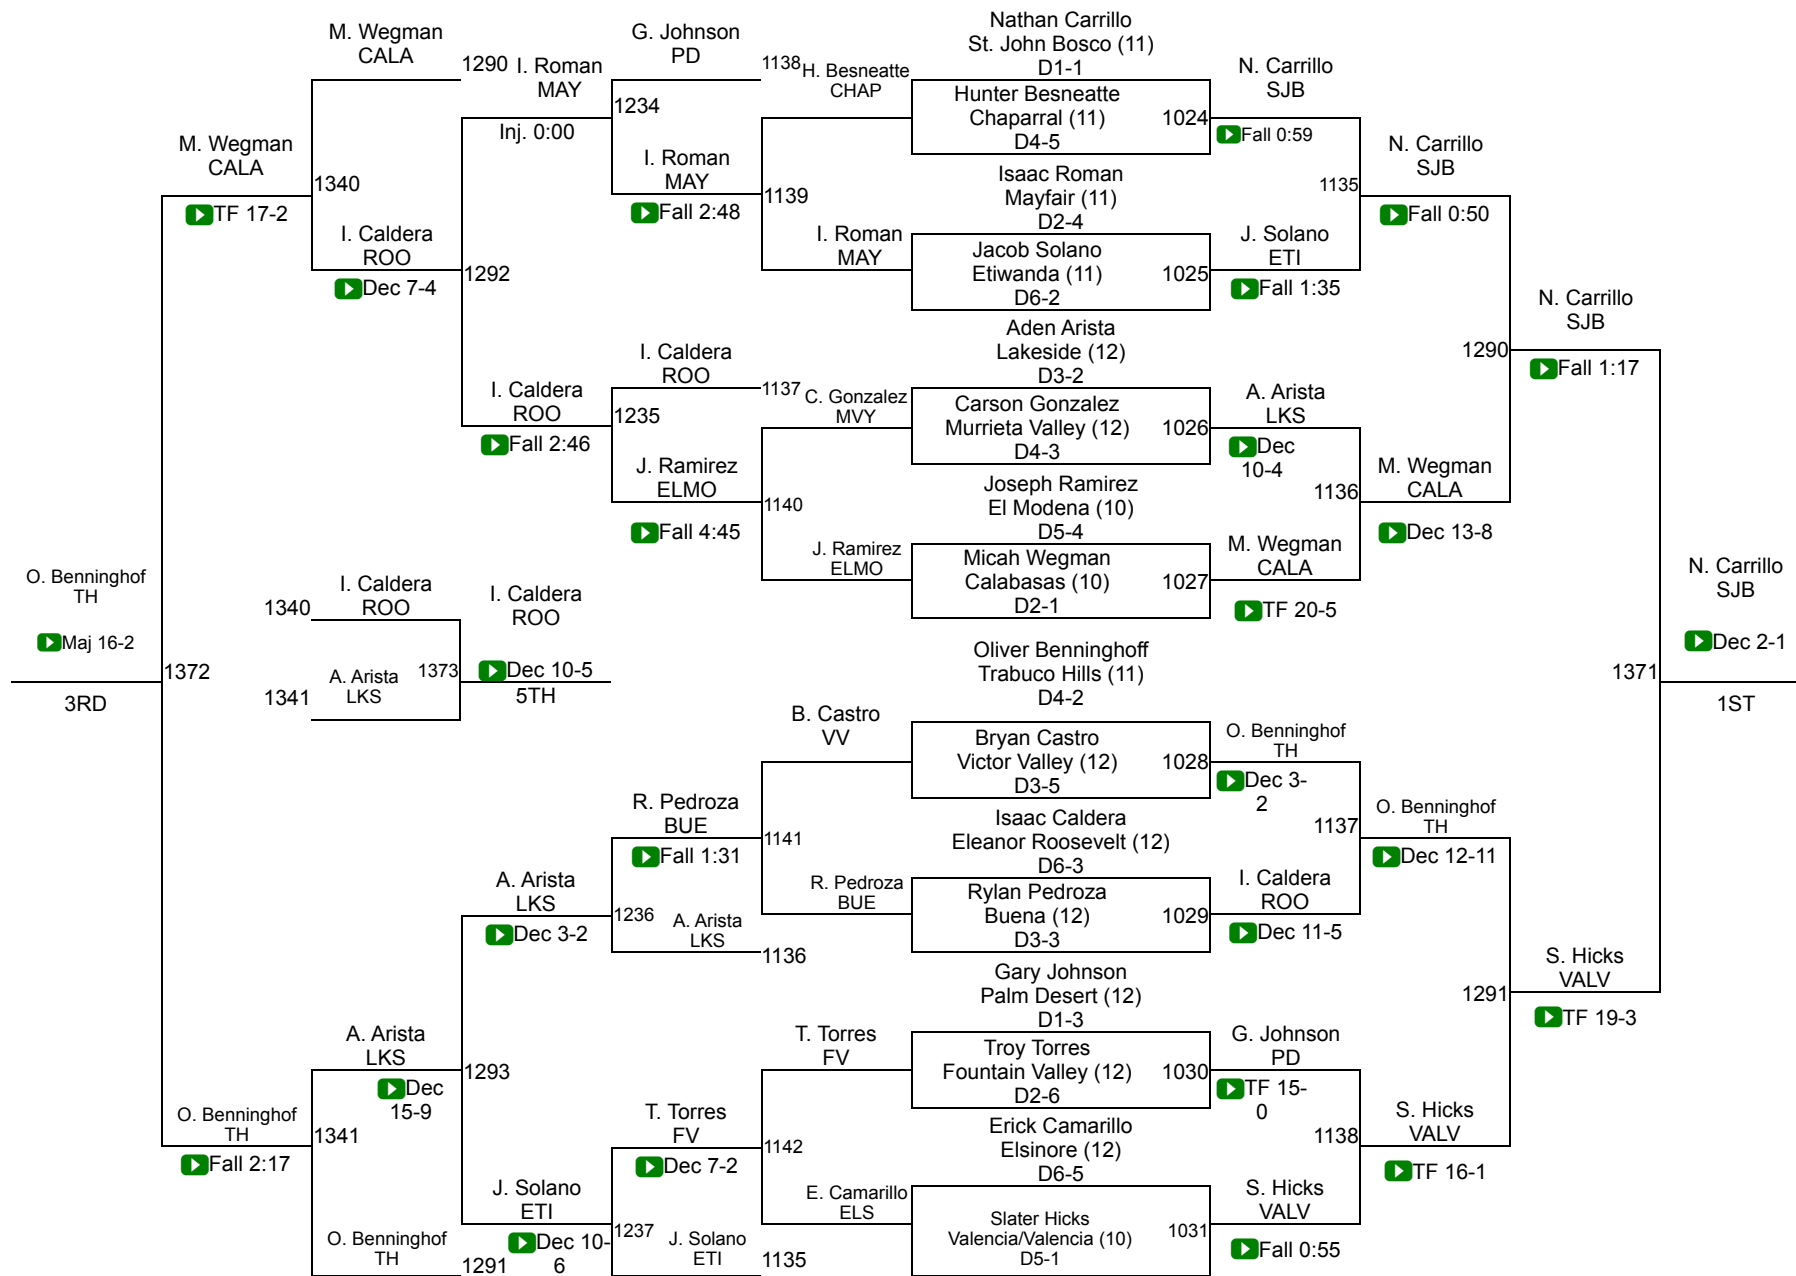 M. Wegman
CALA
1290
I. Roman
MAY
Inj. 0:00
G. Johnson
PD
1138
H. Besneatte
CHAP
1234
I. Roman
MAY
Fall 2:48
1139
I. Roman
MAY
M. Wegman
CALA
TF 17-2
1340
I. Caldera
ROO
Dec 7-4
1292
I. Caldera
ROO
Fall 2:46
I. Caldera
ROO
1137
C. Gonzalez
MVY
1235
J. Ramirez
ELMO
Fall 4:45
1140
J. Ramirez
ELMO
Nathan Carrillo
St. John Bosco (11)
D1-1
Hunter Besneatte
Chaparral (11)
D4-5
1024
Isaac Roman
Mayfair (11)
D2-4
Jacob Solano
Etiwanda (11)
D6-2
1025
Aden Arista
Lakeside (12)
D3-2
Carson Gonzalez
Murrieta Valley (12)
D4-3
1026
Joseph Ramirez
El Modena (10)
D5-4
Micah Wegman
Calabasas (10)
D2-1
1027
N. Carrillo
SJB
Fall 0:59
1135
J. Solano
ETI
Fall 1:35
N. Carrillo
SJB
Fall 0:50
A. Arista
LKS
Dec
10-4
1136
M. Wegman
CALA
TF 20-5
M. Wegman
CALA
Dec 13-8
1290
N. Carrillo
SJB
Fall 1:17
O. Benninghof
TH
Maj 16-2
3RD
1372
1340
I. Caldera
ROO
1341
A. Arista
LKS
1373
I. Caldera
ROO
Dec 10-5
5TH
N. Carrillo
SJB
Dec 2-1
1371
1ST
Oliver Benninghoff
Trabuco Hills (11)
D4-2
Bryan Castro
Victor Valley (12)
D3-5
1028
Isaac Caldera
Eleanor Roosevelt (12)
D6-3
Rylan Pedroza
Buena (12)
D3-3
1029
Gary Johnson
Palm Desert (12)
D1-3
Troy Torres
Fountain Valley (12)
D2-6
1030
Erick Camarillo
Elsinore (12)
D6-5
Slater Hicks
Valencia/Valencia (10)
D5-1
1031
B. Castro
VV
R. Pedroza
BUE
Fall 1:31
1141
R. Pedroza
BUE
A. Arista
LKS
Dec 3-2
1236
A. Arista
LKS
1136
A. Arista
LKS
Dec
15-9
1293
T. Torres
FV
T. Torres
FV
Dec 7-2
1142
E. Camarillo
ELS
O. Benninghof
TH
Fall 2:17
1341
O. Benninghof
TH
1291
J. Solano
ETI
Dec 10-
6
1237
J. Solano
ETI
1135
O. Benninghof
TH
Dec 3-
2
1137
I. Caldera
ROO
Dec 11-5
O. Benninghof
TH
Dec 12-11
G. Johnson
PD
TF 15-
0
1138
S. Hicks
VALV
Fall 0:55
S. Hicks
VALV
TF 16-1
1291
S. Hicks
VALV
TF 19-3